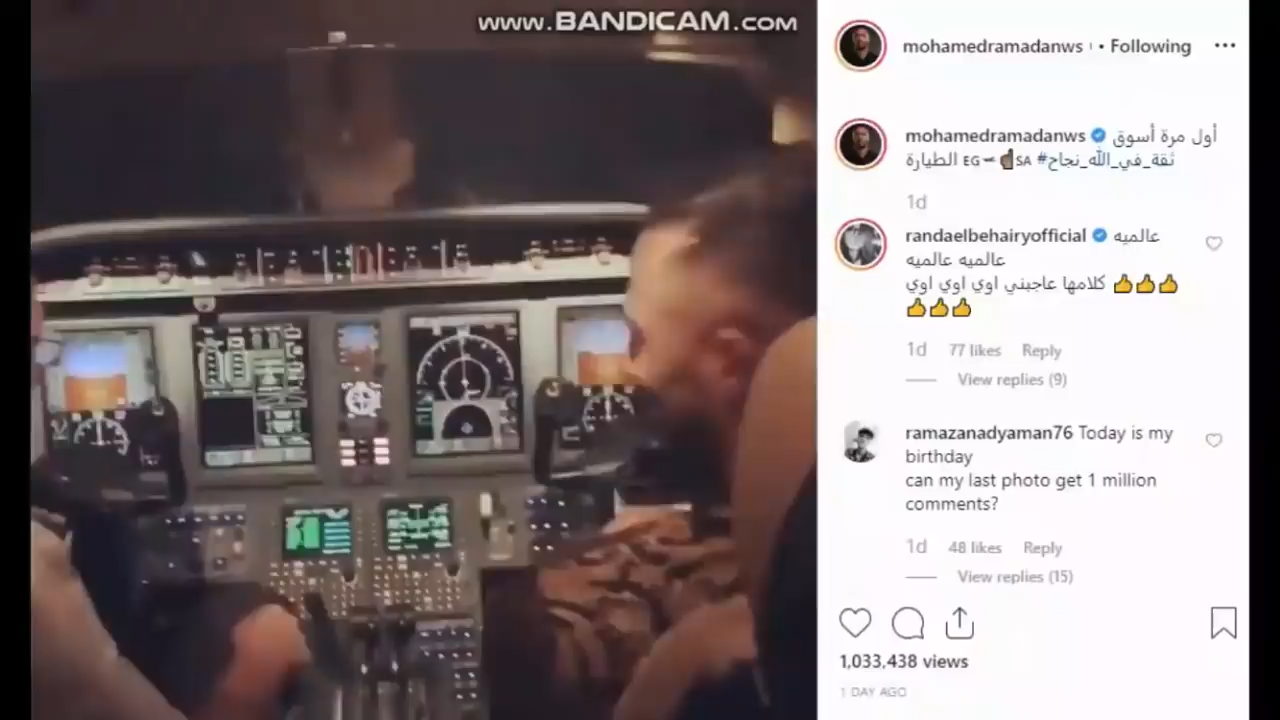 www.BANDICAM.com
mohamedramadanws • Following
mohamedramadanws أول مرة أسوق
الطيارة EG SA #ثقة_في_الله_نجاح
1d
randaelbehairyofficial عالميه
عالميه عالميه
كلامها عاجبني اوي اوي اوي 👍👍👍
👍👍👍
1d 77 likes Reply
View replies (9)
ramazanadyaman76 Today is my
birthday
can my last photo get 1 million
comments?
1d 48 likes Reply
View replies (15)
1,033,438 views
1 DAY AGO